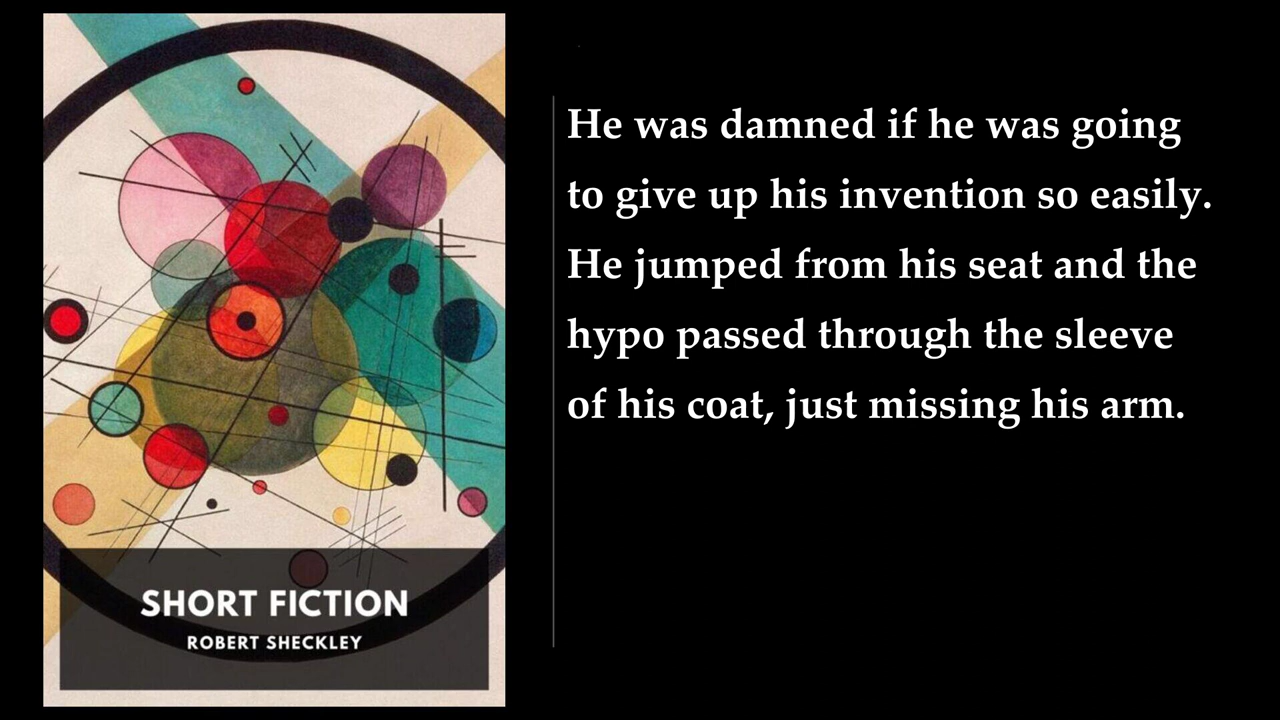 SHORT FICTION
ROBERT SHECKLEY
He was damned if he was going
to give up his invention so easily.
He jumped from his seat and the
hypo passed through the sleeve
of his coat, just missing his arm.